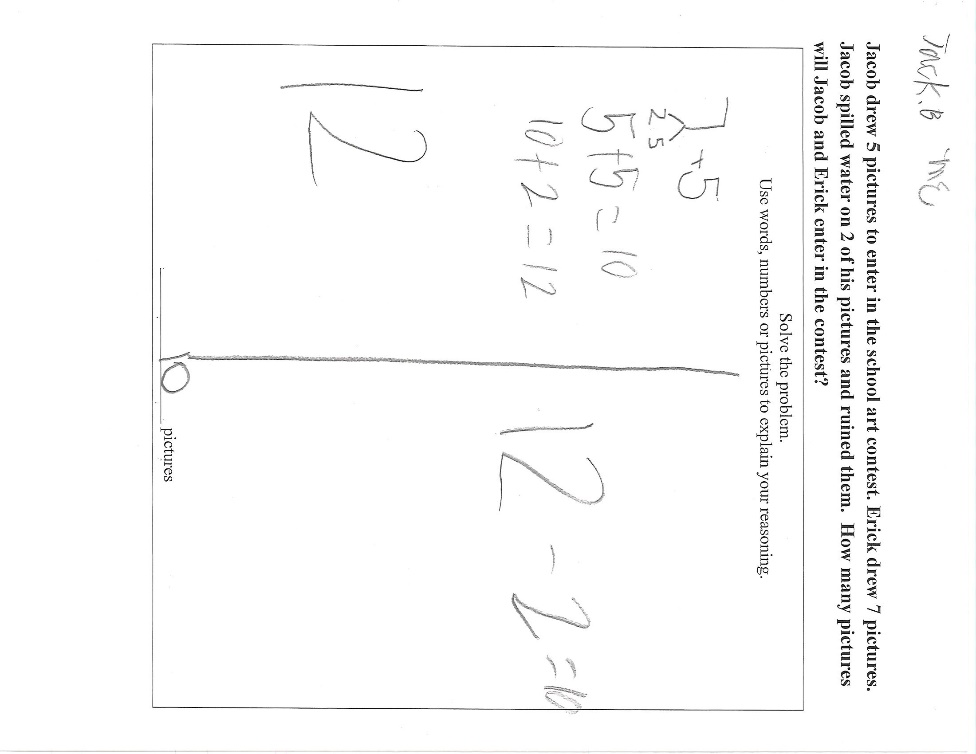 Jack.B ME
Jacob drew 5 pictures to enter in the school art contest. Erick drew 7 pictures.
Jacob spilled water on 2 of his pictures and ruined them. How many pictures
will Jacob and Erick enter in the contest?
Solve the problem.
Use words, numbers or pictures to explain your reasoning.
7 + 5
2 5
5 + 5 = 10
10 + 2 = 12
12
12 - 2 = 10
10 pictures